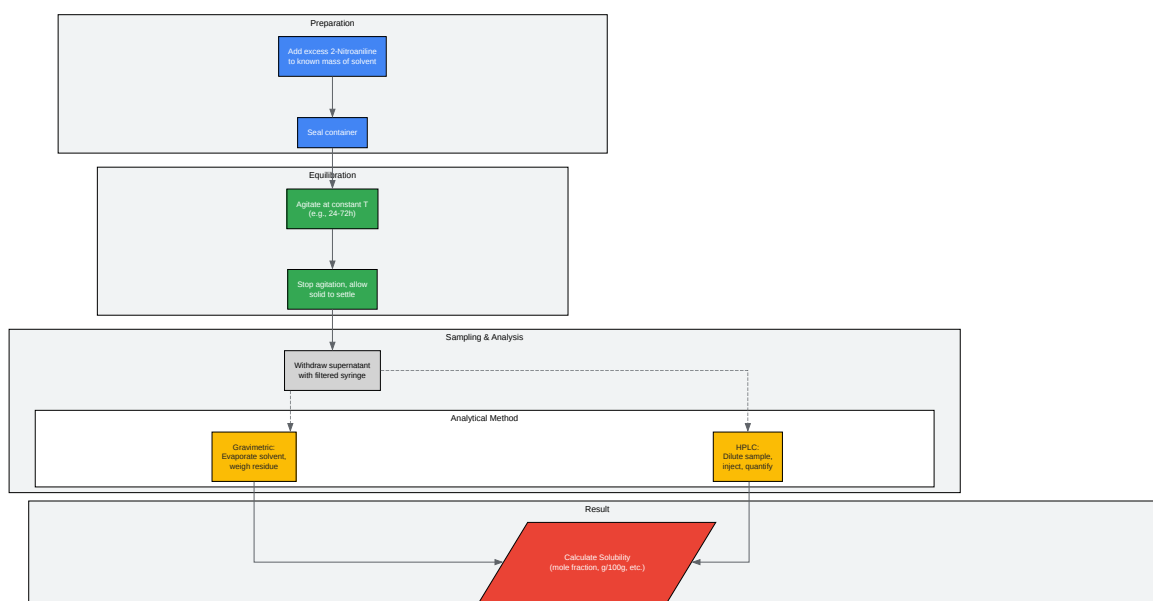 Preparation
Add excess 2-Nitroaniline
to known mass of solvent
Seal container
Equilibration
Agitate at constant T
(e.g., 24-72h)
Stop agitation, allow
solid to settle
Sampling & Analysis
Withdraw supernatant
with filtered syringe
Analytical Method
Gravimetric:
Evaporate solvent,
weigh residue
HPLC:
Dilute sample,
inject, quantify
Result
Calculate Solubility
(mole fraction, g/100g, etc.)